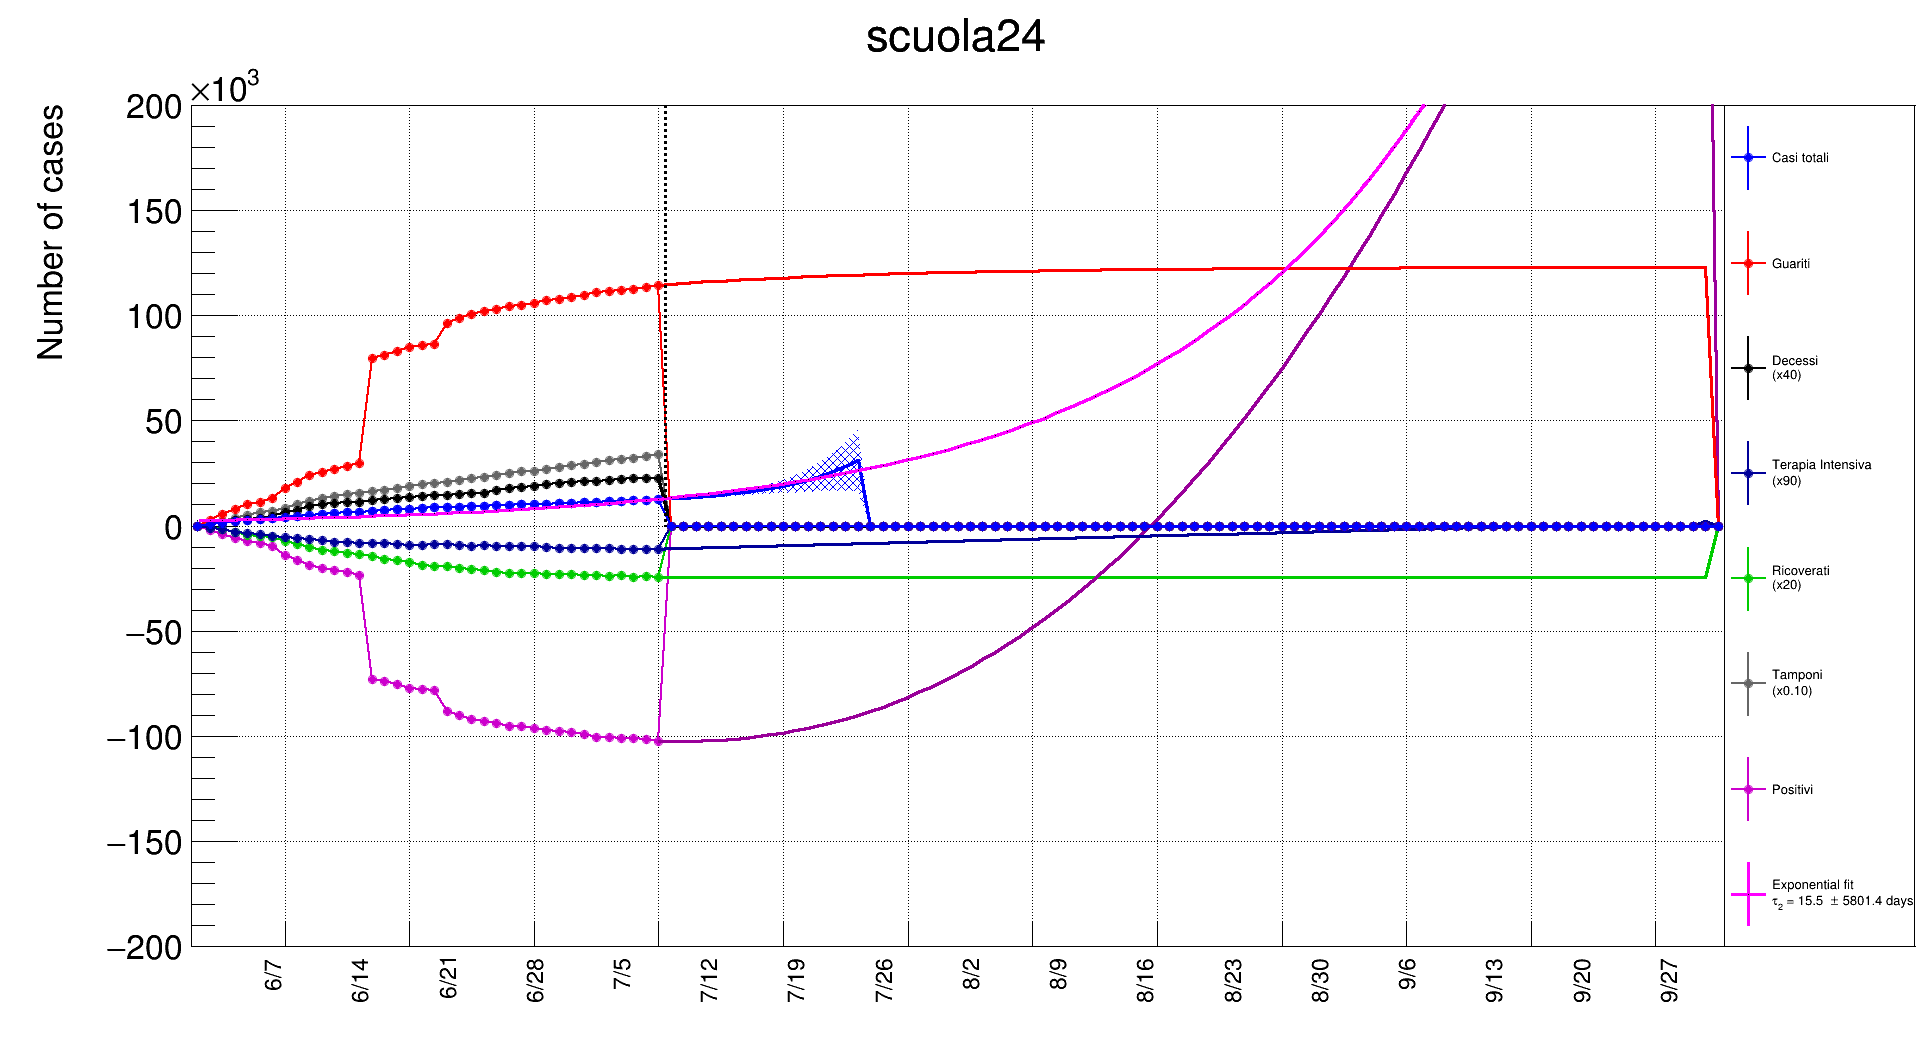 scuola24
×10³
Number of cases
200
150
100
50
0
−50
−100
−150
−200
6/7
6/14
6/21
6/28
7/5
7/12
7/19
7/26
8/2
8/9
8/16
8/23
8/30
9/6
9/13
9/20
9/27
Casi totali
Guariti
Decessi
(x40)
Terapia Intensiva
(x90)
Ricoverati
(x20)
Tamponi
(x0.10)
Positivi
Exponential fit
τ₂ = 15.5 ± 5801.4 days